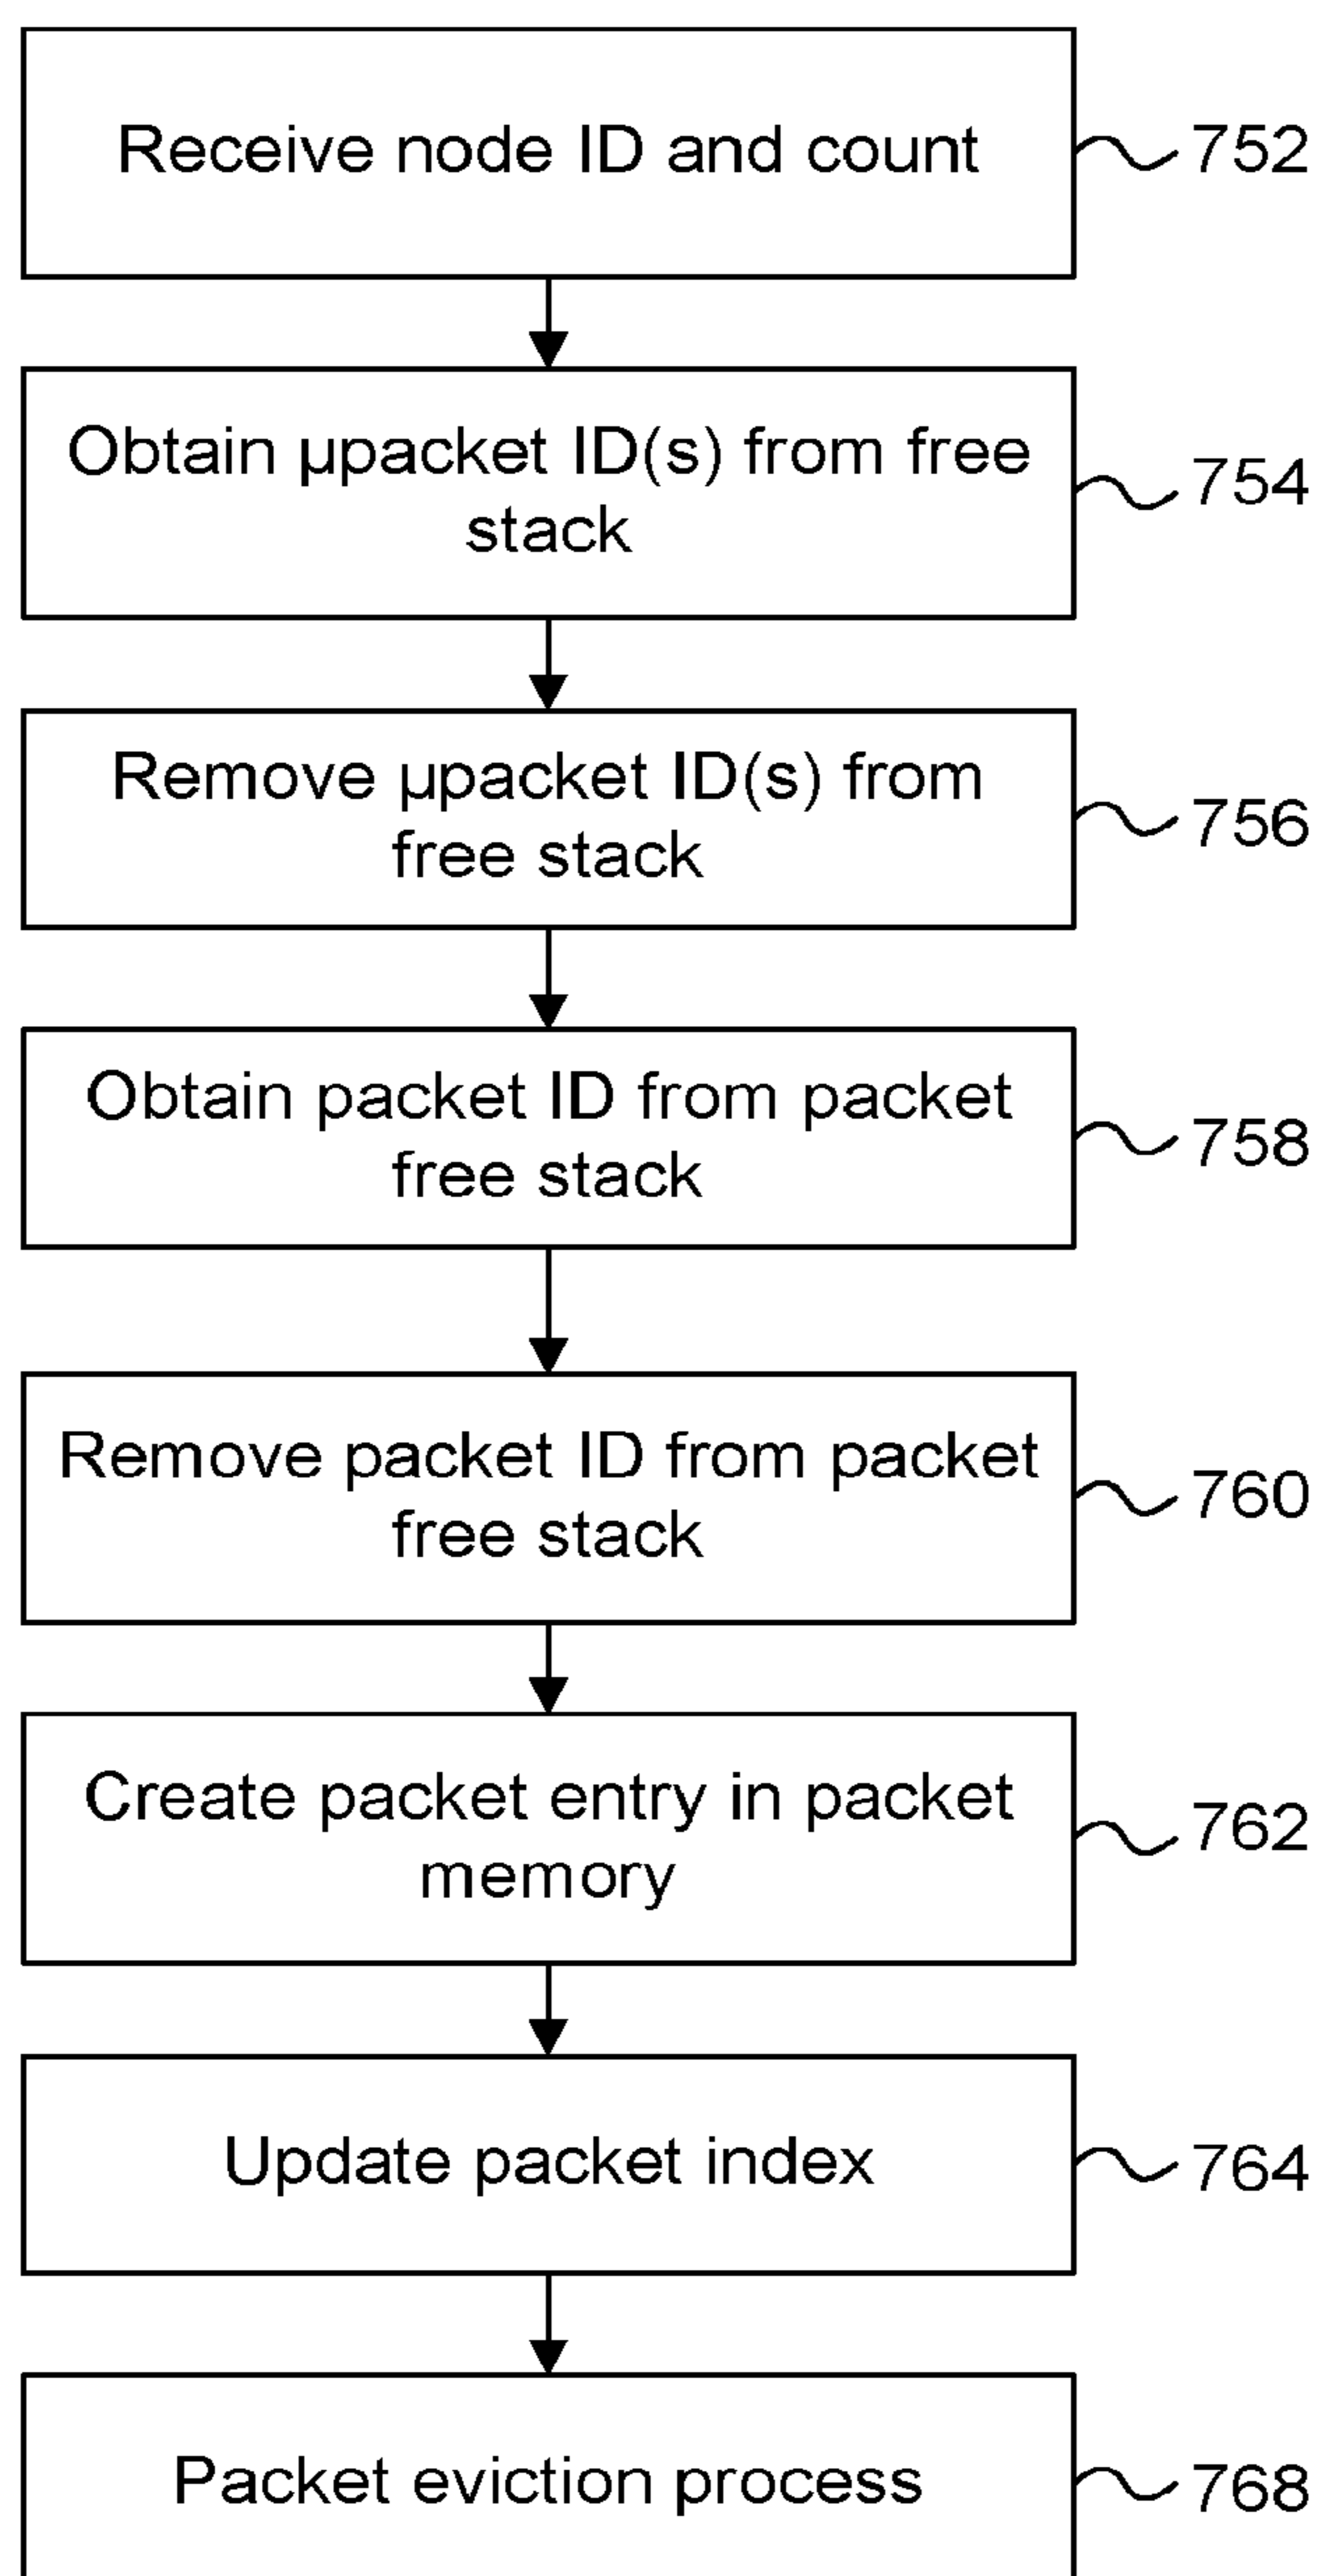 Receive node ID and count
752
Obtain µpacket ID(s) from free
stack
754
Remove µpacket ID(s) from
free stack
756
Obtain packet ID from packet
free stack
758
Remove packet ID from packet
free stack
760
Create packet entry in packet
memory
762
Update packet index
764
Packet eviction process
768